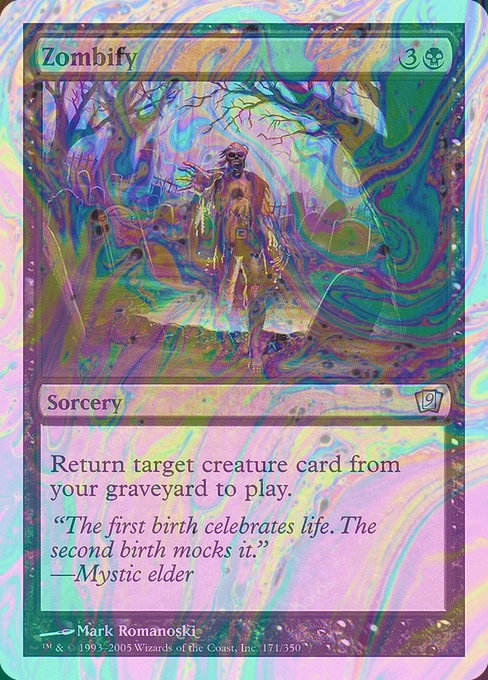 Zombify 3
Sorcery 9
Return target creature card from
your graveyard to play.
“The first birth celebrates life. The
second birth mocks it.”
—Mystic elder
Mark Romanoski
™ & © 1993–2005 Wizards of the Coast, Inc. 171/350